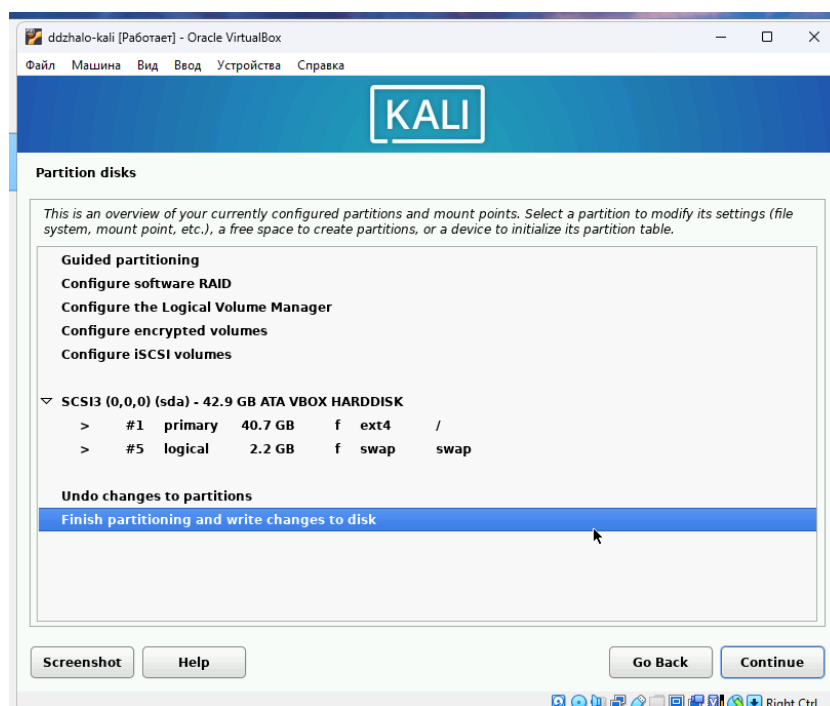 ddzhalo-kali [Работает] - Oracle VirtualBox
Файл Машина Вид Ввод Устройства Справка
KALI
Partition disks
This is an overview of your currently configured partitions and mount points. Select a partition to modify its settings (file
system, mount point, etc.), a free space to create partitions, or a device to initialize its partition table.
Guided partitioning
Configure software RAID
Configure the Logical Volume Manager
Configure encrypted volumes
Configure iSCSI volumes
SCSI3 (0,0,0) (sda) - 42.9 GB ATA VBOX HARDDISK
> #1 primary 40.7 GB f ext4 /
> #5 logical 2.2 GB f swap swap
Undo changes to partitions
Finish partitioning and write changes to disk
Screenshot Help Go Back Continue
Right Ctrl